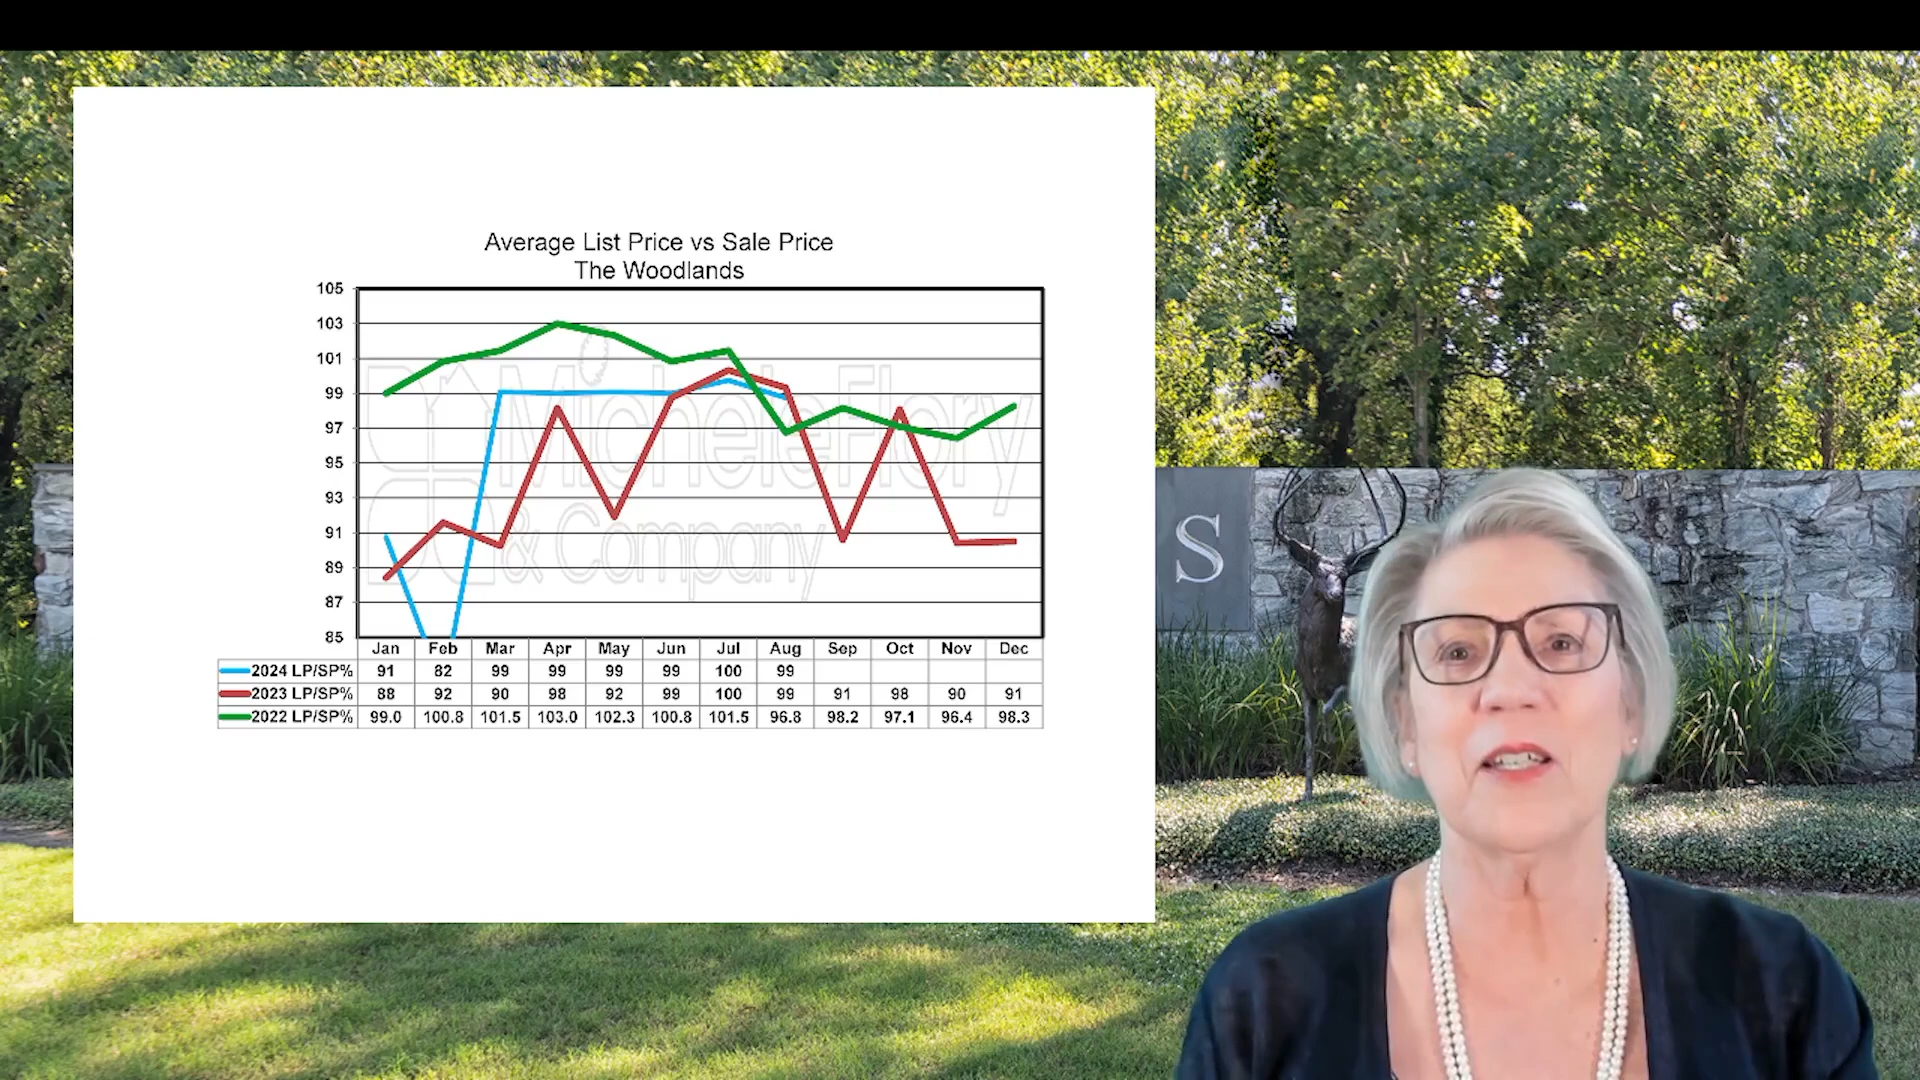 Average List Price vs Sale Price
The Woodlands
105
103
101
99
97
95
93
91
89
87
85
Michele Flory
& Company
Jan Feb Mar Apr May Jun Jul Aug Sep Oct Nov Dec
2024 LP/SP% 91 82 99 99 99 99 100 99
2023 LP/SP% 88 92 90 98 92 99 100 99 91 98 90 91
2022 LP/SP% 99.0 100.8 101.5 103.0 102.3 100.8 101.5 96.8 98.2 97.1 96.4 98.3
S